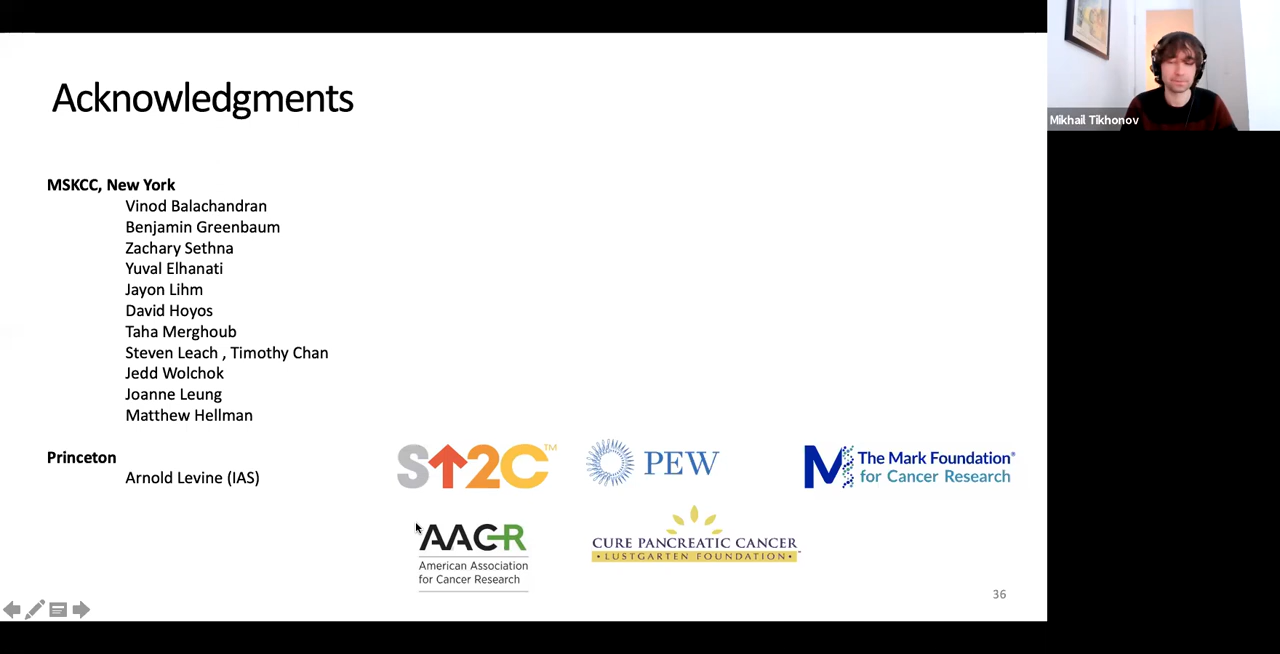 Acknowledgments
Mikhail Tikhonov
MSKCC, New York
Vinod Balachandran
Benjamin Greenbaum
Zachary Sethna
Yuval Elhanati
Jayon Lihm
David Hoyos
Taha Merghoub
Steven Leach , Timothy Chan
Jedd Wolchok
Joanne Leung
Matthew Hellman
Princeton
Arnold Levine (IAS)
S↑2C™
PEW
M The Mark Foundation®
for Cancer Research
AACR
American Association
for Cancer Research
CURE PANCREATIC CANCER
• LUSTGARTEN FOUNDATION •™
36